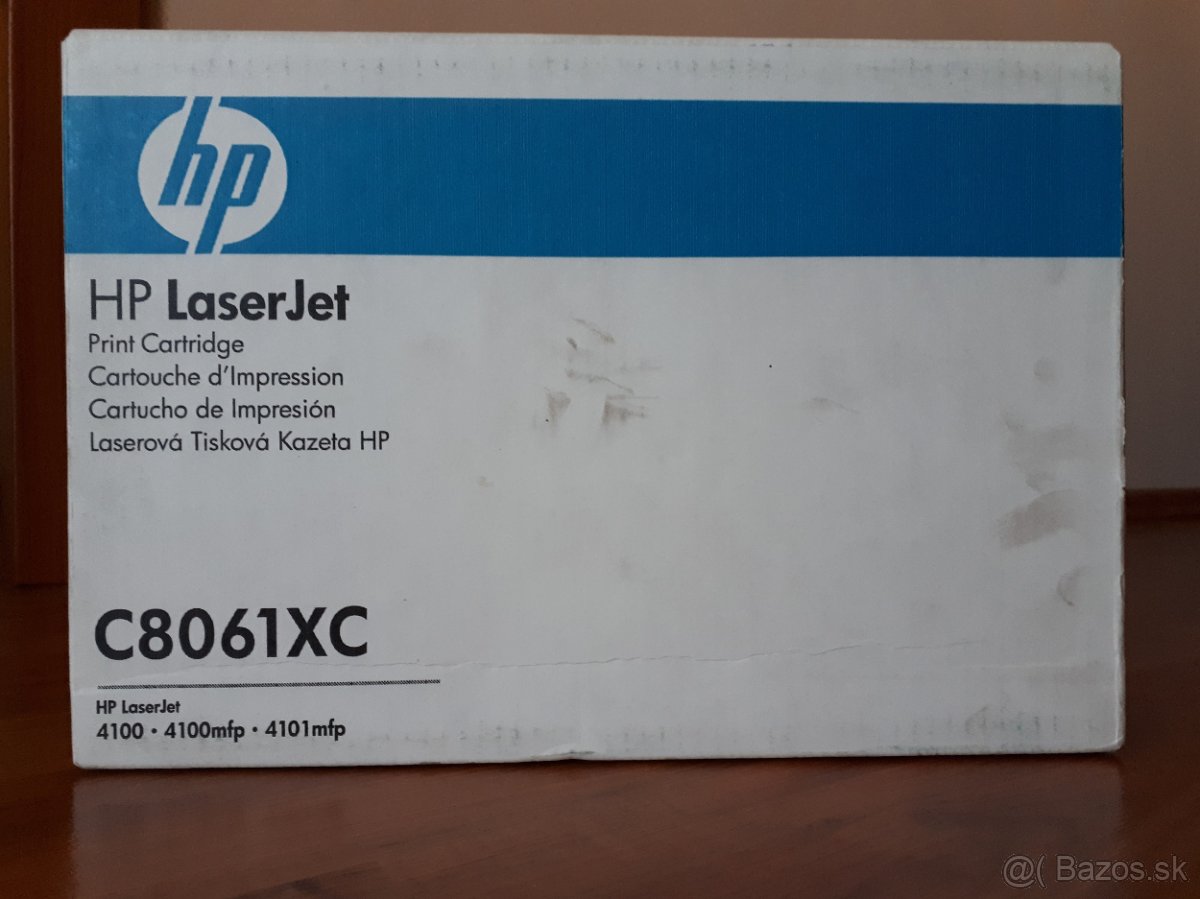 hp
HP LaserJet
Print Cartridge
Cartouche d'Impression
Cartucho de Impresión
Laserová Tisková Kazeta HP
C8061XC
HP LaserJet
4100 • 4100mfp • 4101mfp
@( Bazos.sk